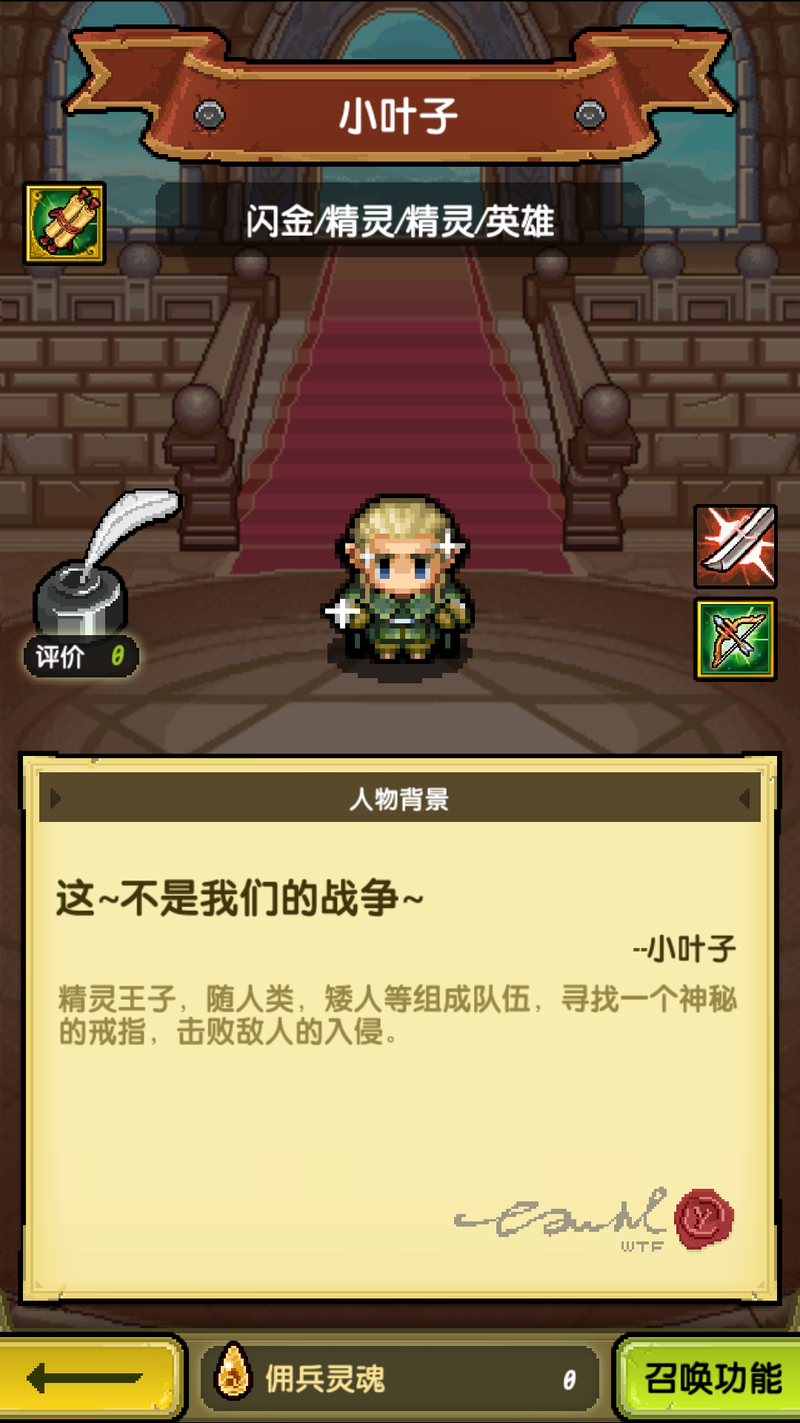 小叶子
闪金/精灵/精灵/英雄
评价 0
人物背景
这~不是我们的战争~
--小叶子
精灵王子，随人类，矮人等组成队伍，寻找一个神秘
的戒指，击败敌人的入侵。
WTF
佣兵灵魂 0
召唤功能